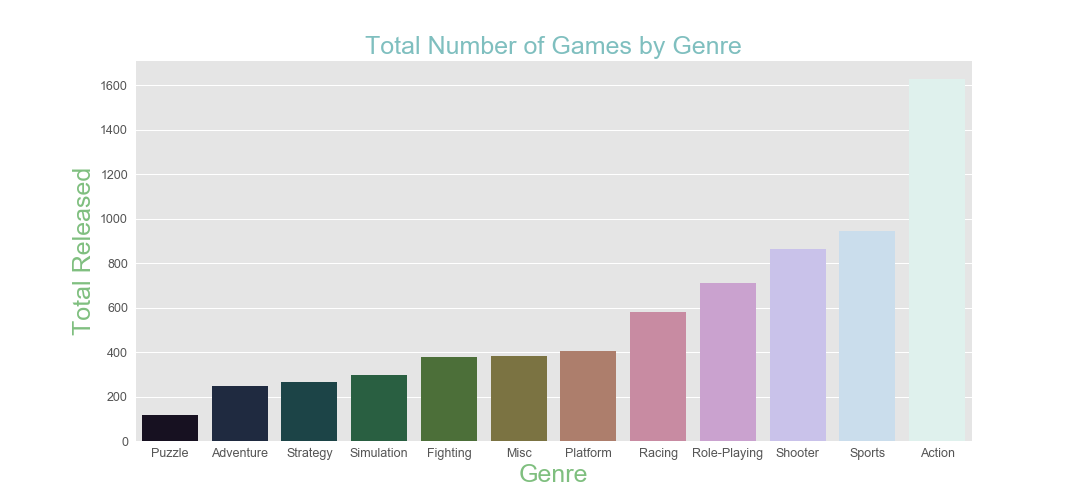 Total Number of Games by Genre
Total Released
1600
1400
1200
1000
800
600
400
200
0
Puzzle Adventure Strategy Simulation Fighting Misc Platform Racing Role-Playing Shooter Sports Action
Genre